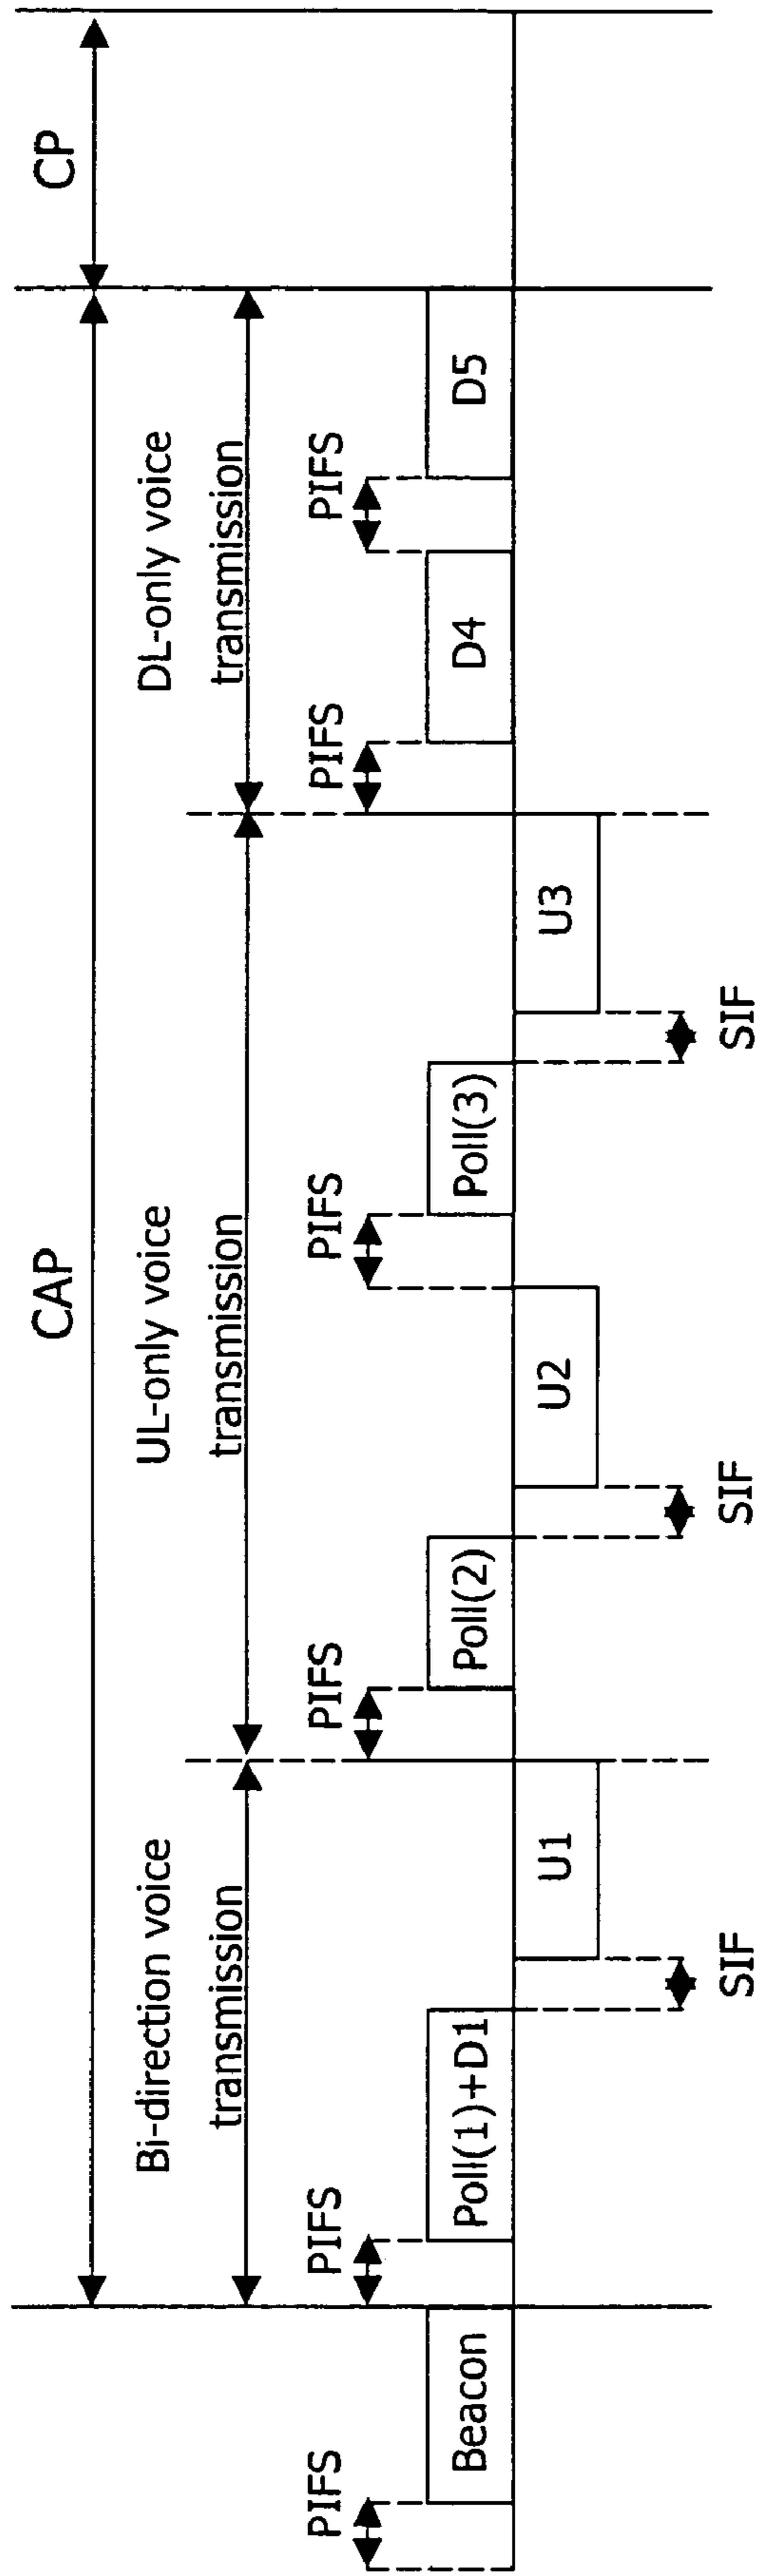 CAP
CP
Bi-direction voice
transmission
UL-only voice
transmission
DL-only voice
transmission
PIFS
PIFS
PIFS
PIFS
PIFS
PIFS
Beacon
Poll(1)+D1
Poll(2)
Poll(3)
D4
D5
U1
U2
U3
SIF
SIF
SIF